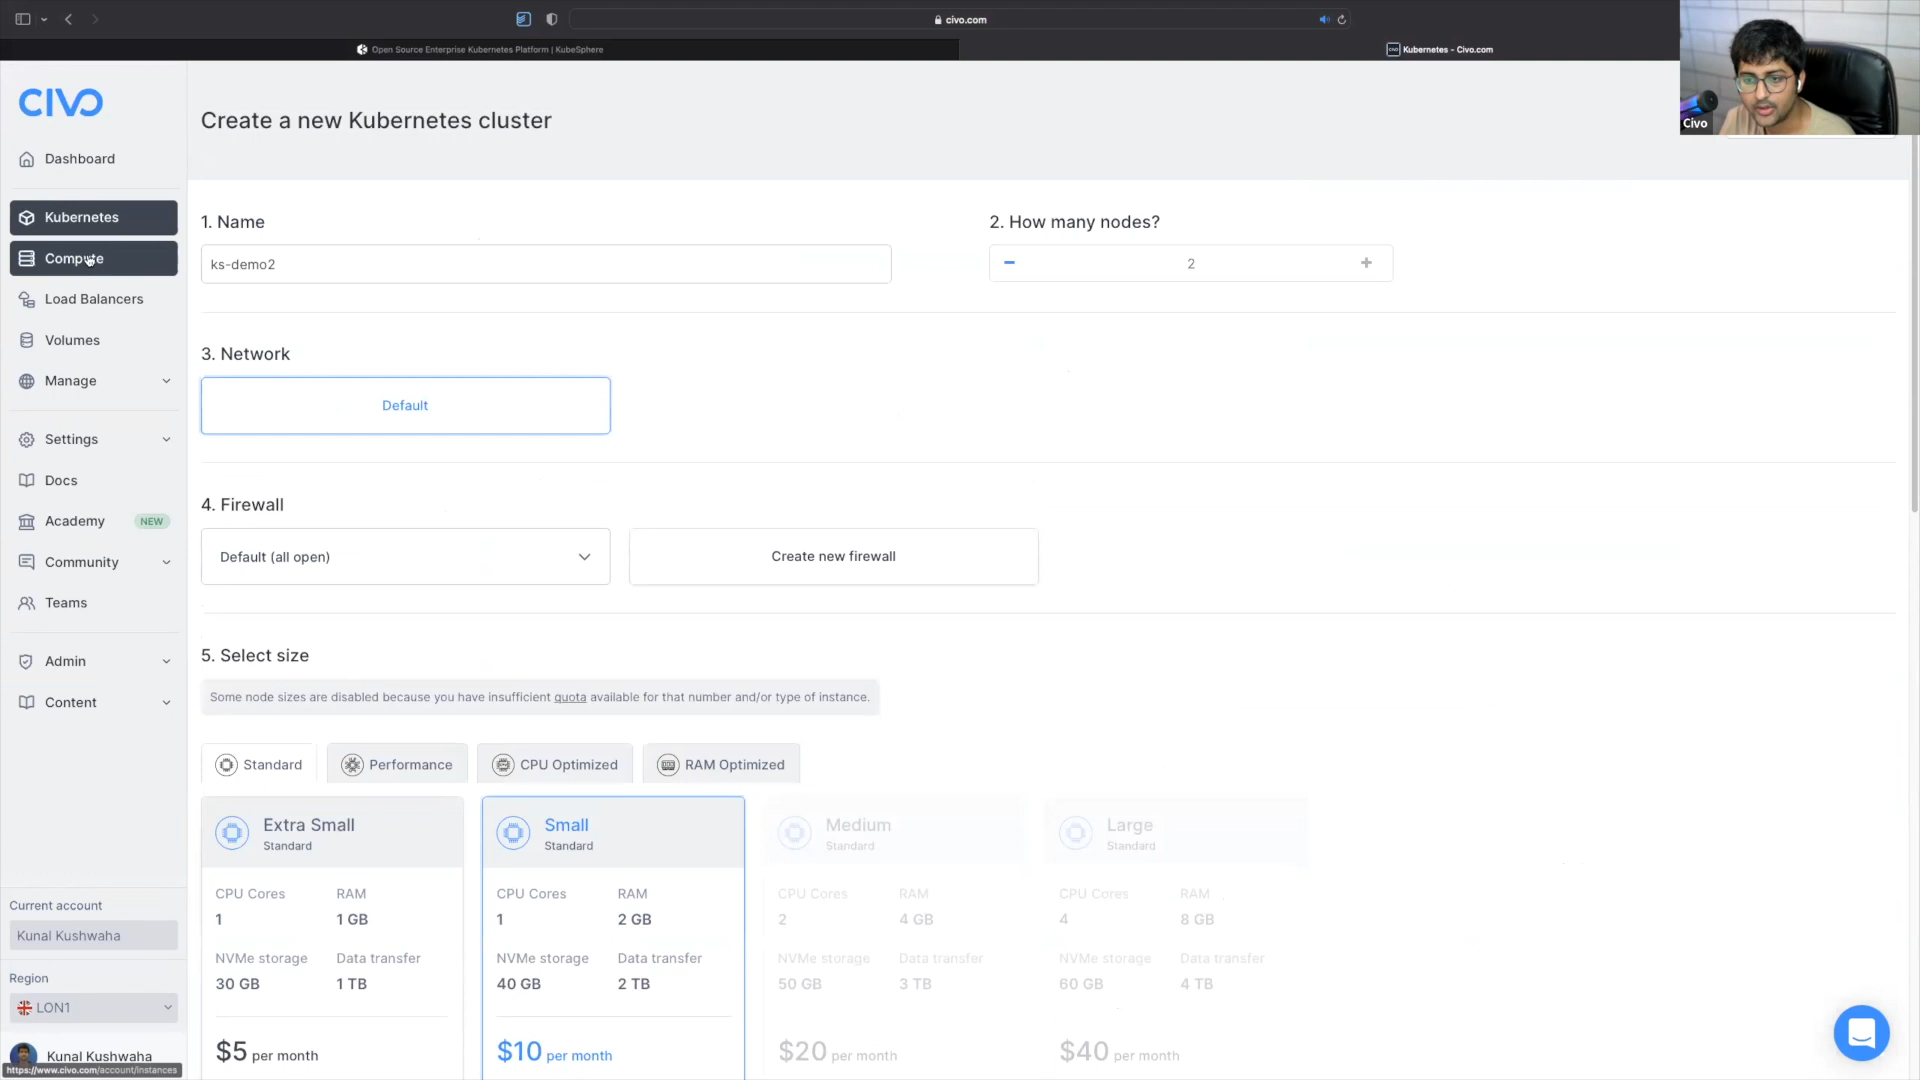 civo.com
Open Source Enterprise Kubernetes Platform | KubeSphere
Kubernetes - Civo.com
Civo
CIVO
Dashboard
Kubernetes
Compute
Load Balancers
Volumes
Manage
Settings
Docs
Academy NEW
Community
Teams
Admin
Content
Current account
Kunal Kushwaha
Region
LON1
Kunal Kushwaha
https://www.civo.com/account/instances
Create a new Kubernetes cluster
1. Name
ks-demo2
2. How many nodes?
2
3. Network
Default
4. Firewall
Default (all open)
Create new firewall
5. Select size
Some node sizes are disabled because you have insufficient quota available for that number and/or type of instance.
Standard
Performance
CPU Optimized
RAM Optimized
Extra Small
Standard
CPU Cores RAM
1 1 GB
NVMe storage Data transfer
30 GB 1 TB
$5 per month
Small
Standard
CPU Cores RAM
1 2 GB
NVMe storage Data transfer
40 GB 2 TB
$10 per month
Medium
Standard
CPU Cores RAM
2 4 GB
NVMe storage Data transfer
50 GB 3 TB
$20 per month
Large
Standard
CPU Cores RAM
4 8 GB
NVMe storage Data transfer
60 GB 4 TB
$40 per month